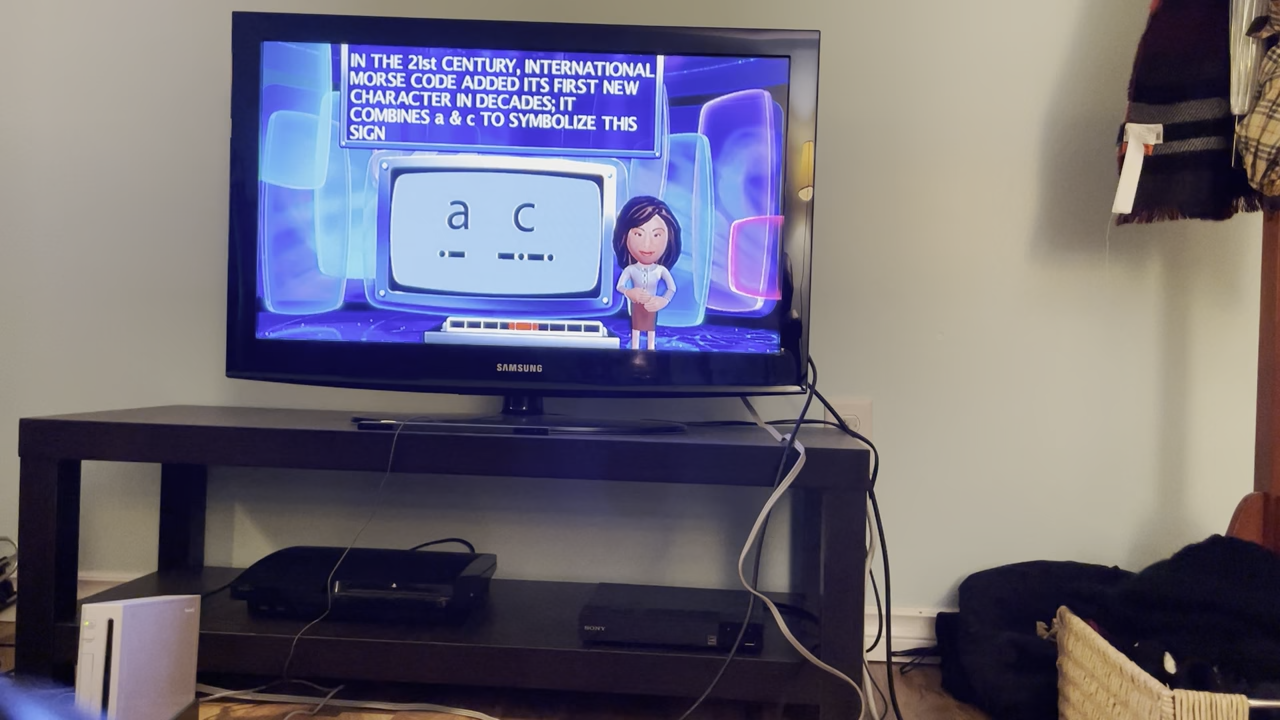 IN THE 21st CENTURY, INTERNATIONAL
MORSE CODE ADDED ITS FIRST NEW
CHARACTER IN DECADES; IT
COMBINES a & c TO SYMBOLIZE THIS
SIGN
a c
SAMSUNG
SONY